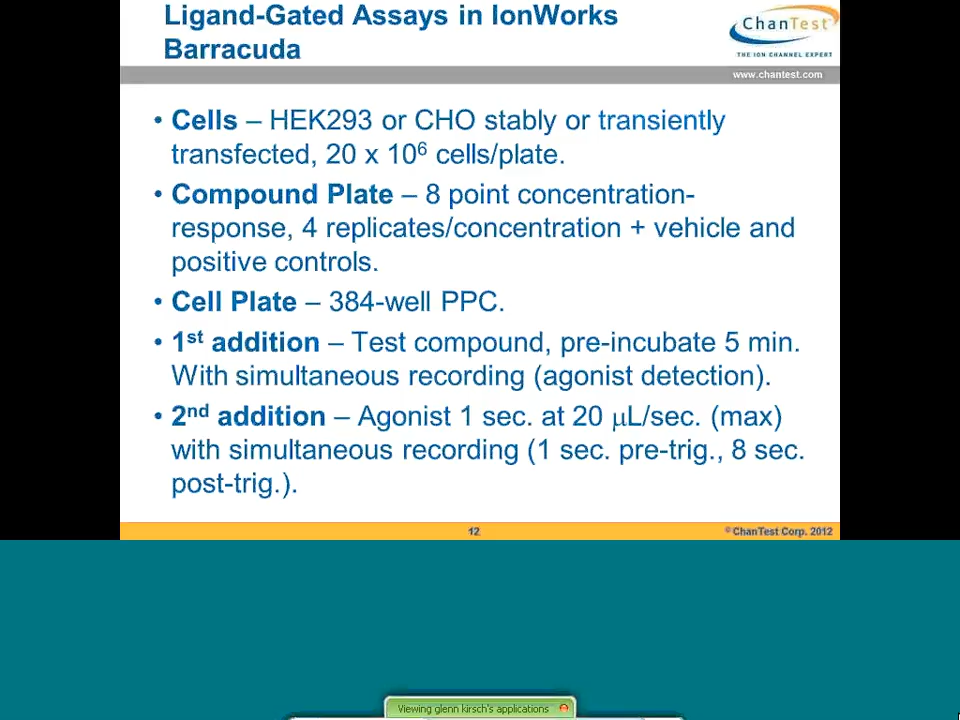 Ligand-Gated Assays in IonWorks
Barracuda
ChanTest
THE ION CHANNEL EXPERT
www.chantest.com
• Cells – HEK293 or CHO stably or transiently
transfected, 20 x 10⁶ cells/plate.
• Compound Plate – 8 point concentration-
response, 4 replicates/concentration + vehicle and
positive controls.
• Cell Plate – 384-well PPC.
• 1ˢᵗ addition – Test compound, pre-incubate 5 min.
With simultaneous recording (agonist detection).
• 2ⁿᵈ addition – Agonist 1 sec. at 20 μL/sec. (max)
with simultaneous recording (1 sec. pre-trig., 8 sec.
post-trig.).
12
©ChanTest Corp. 2012
Viewing glenn kirsch's applications